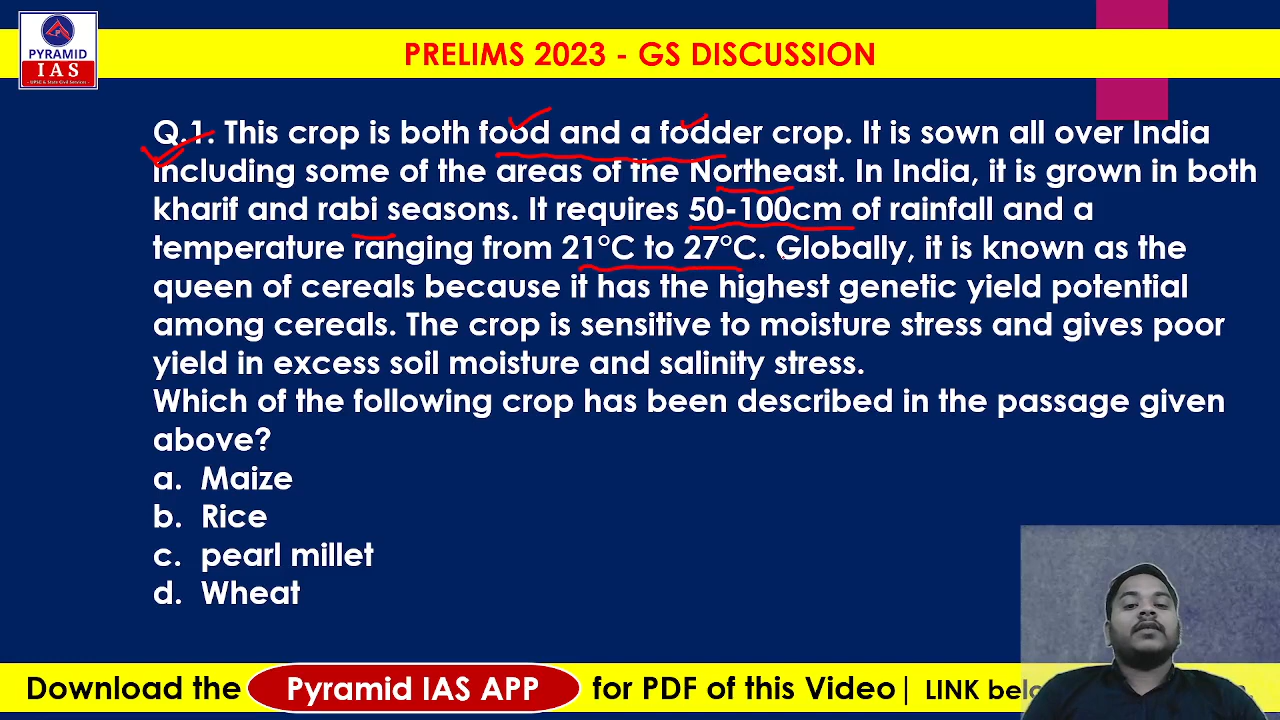 PYRAMID
IAS
PRELIMS 2023 - GS DISCUSSION
Q.1. This crop is both food and a fodder crop. It is sown all over India
including some of the areas of the Northeast. In India, it is grown in both
kharif and rabi seasons. It requires 50-100cm of rainfall and a
temperature ranging from 21°C to 27°C. Globally, it is known as the
queen of cereals because it has the highest genetic yield potential
among cereals. The crop is sensitive to moisture stress and gives poor
yield in excess soil moisture and salinity stress.
Which of the following crop has been described in the passage given
above?
a. Maize
b. Rice
c. pearl millet
d. Wheat
Download the Pyramid IAS APP for PDF of this Video| LINK